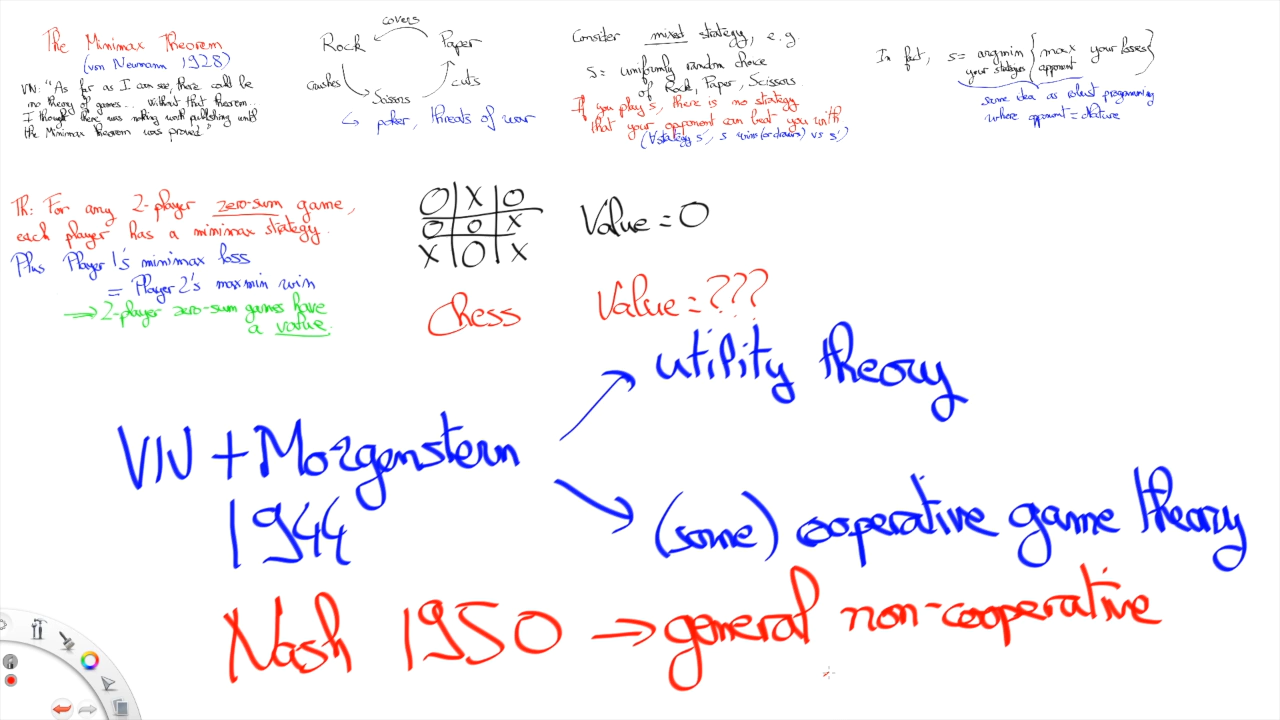 The Minimax Theorem
(von Neumann 1928)
VN: "As far as I can see, there could be
no theory of games... without that theorem...
I thought there was nothing worth publishing until
the Minimax Theorem was proved"
covers
Rock
Paper
crushes
cuts
Scissors
↳ poker, threats of war
Consider mixed strategy, e.g.
S = uniformly random choice
of Rock, Paper, Scissors.
If you play s, there is no strategy
that your opponent can beat you with
(∀ strategy s', s wins (or draws) vs s')
In fact, s = argmin { max your losses }
your strategies opponent
same idea as robust programming
where opponent = Nature
Th: For any 2-player zero-sum game,
each player has a minimax strategy.
Plus Player 1's minimax loss
= Player 2's maxmin win
→ 2-player zero-sum games have
a value.
O X O
O O X
X O X
Value = 0
Chess
Value = ???
VN + Morgenstern
1944
utility theory
(some) cooperative game theory
Nash 1950 → general non-cooperative